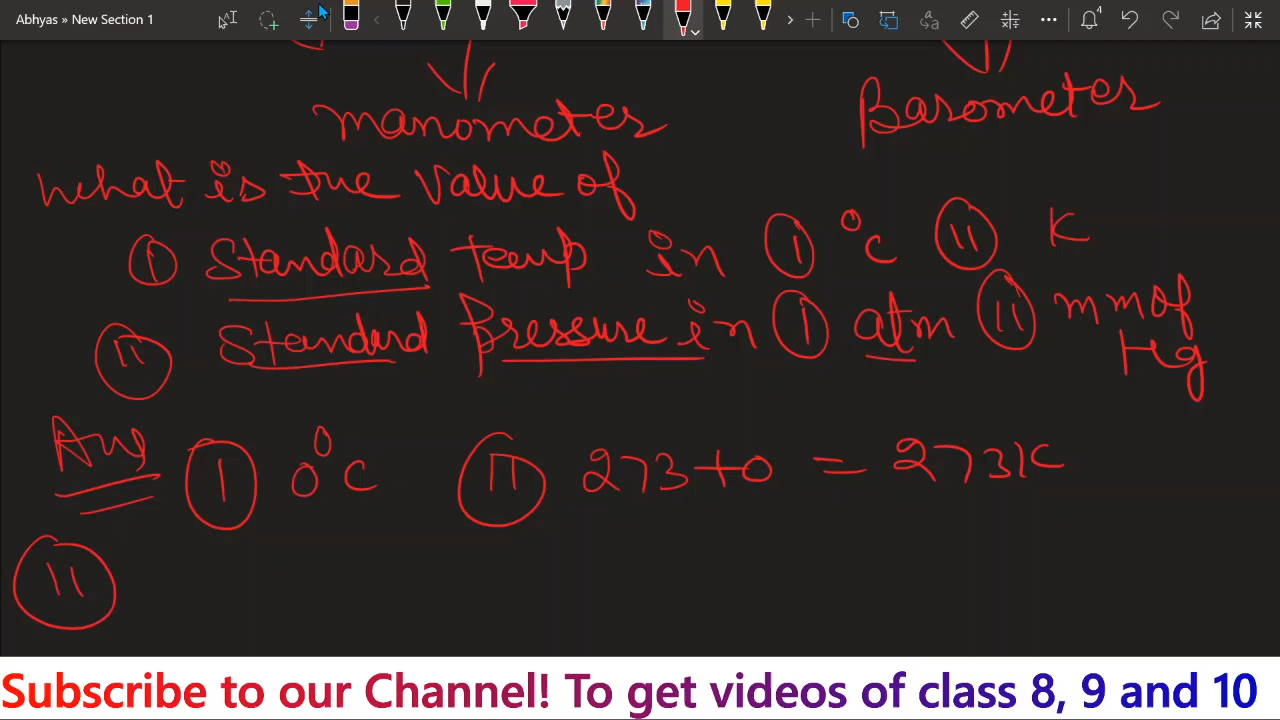 Abhyas » New Section 1
manometer Barometer
What is the value of
(I) Standard temp in (I) °C (II) K
(II) Standard Pressure in (I) atm (II) mm of Hg
Ans (I) 0°C (II) 273+0 = 273K
(II)
Subscribe to our Channel! To get videos of class 8, 9 and 10